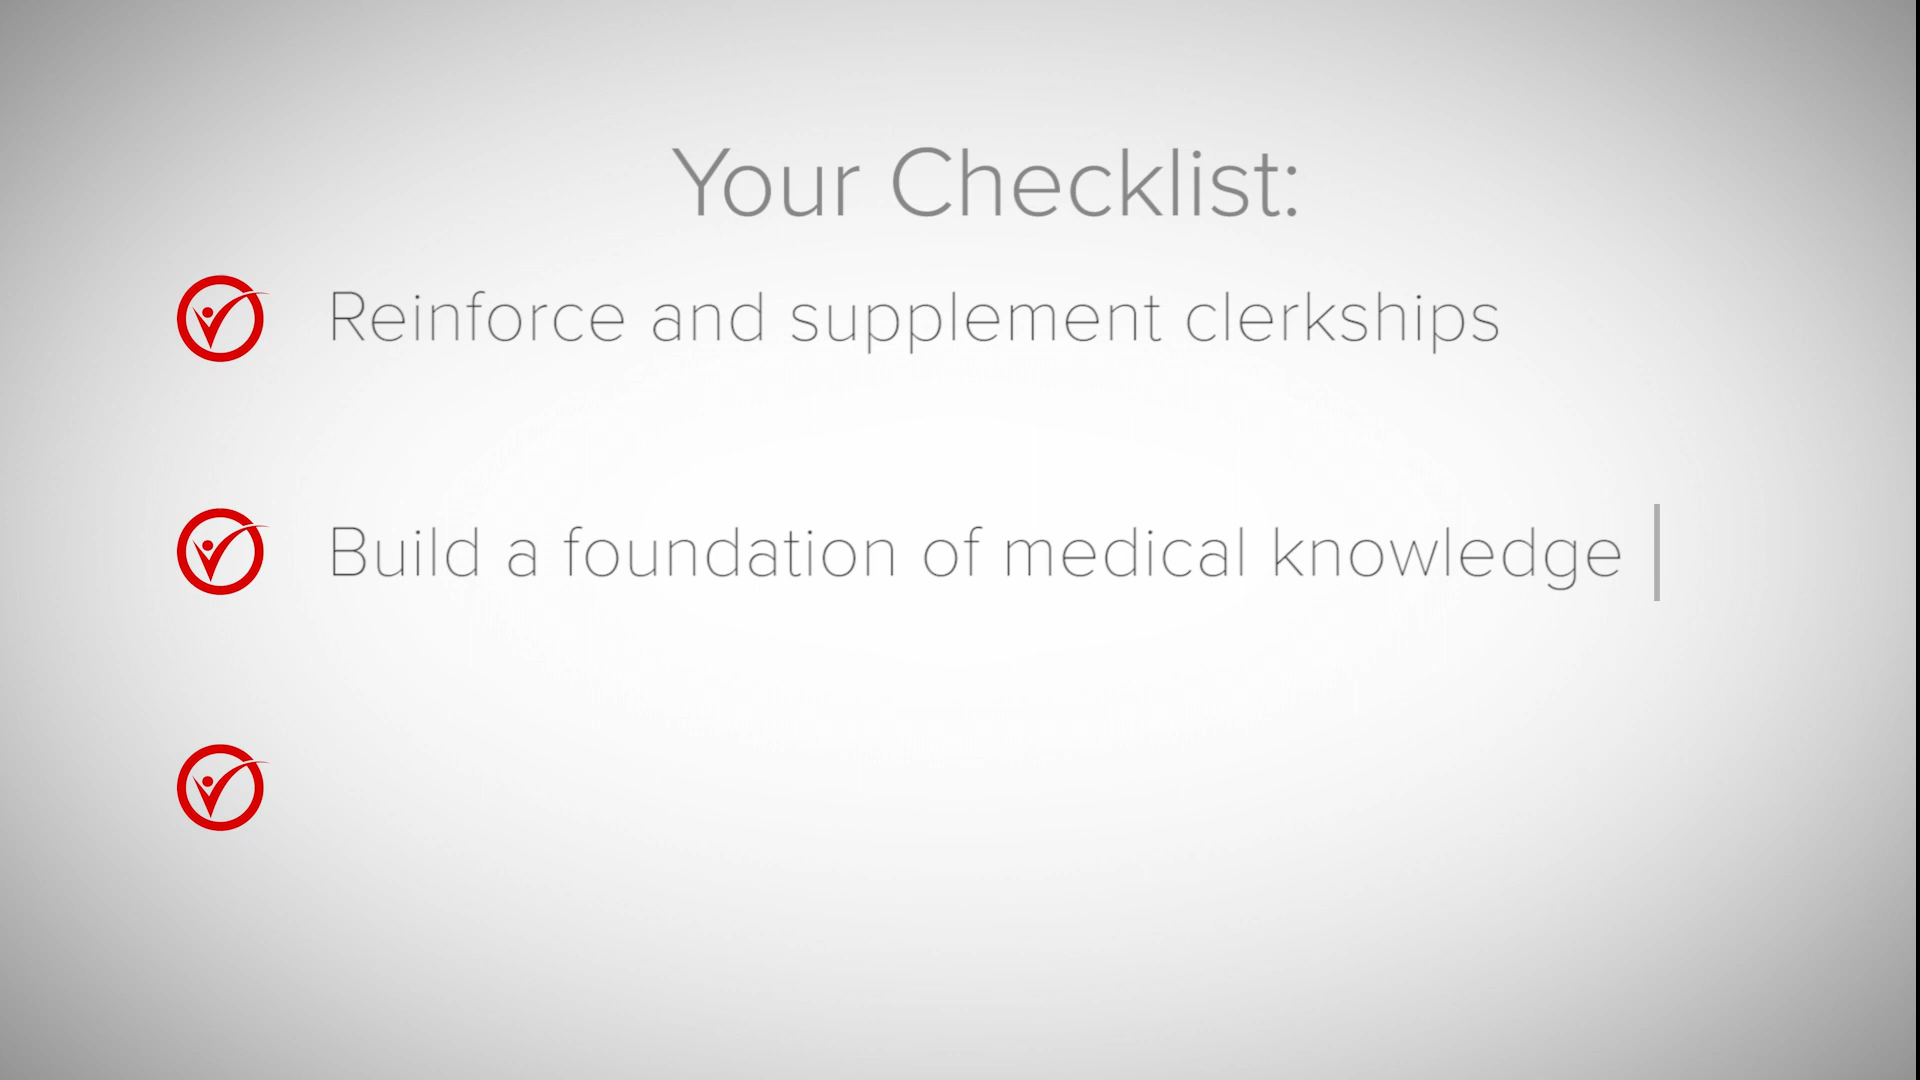 Your Checklist:
Reinforce and supplement clerkships
Build a foundation of medical knowledge